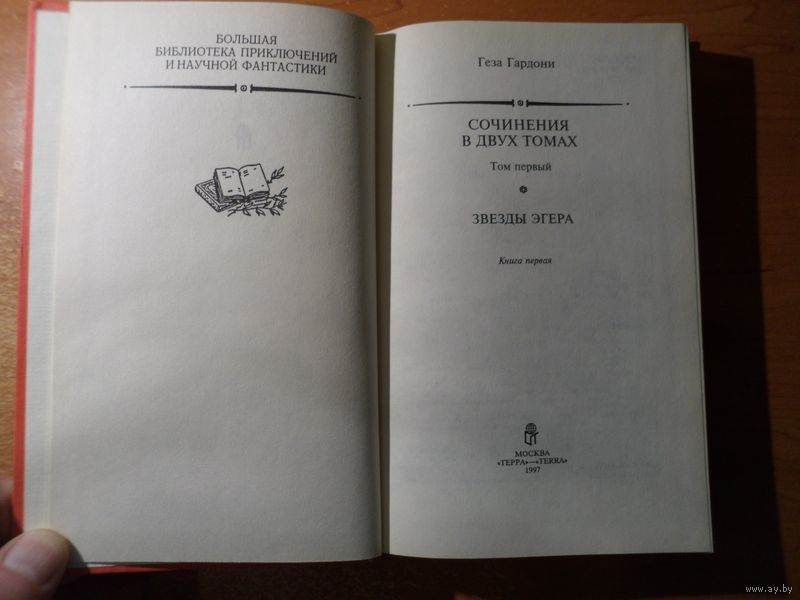 БОЛЬШАЯ
БИБЛИОТЕКА ПРИКЛЮЧЕНИЙ
И НАУЧНОЙ ФАНТАСТИКИ
Геза Гардони
СОЧИНЕНИЯ
В ДВУХ ТОМАХ
Том первый
ЗВЕЗДЫ ЭГЕРА
Книга первая
МОСКВА
«ТЕРРА»—«TERRA»
1997
www.ay.by